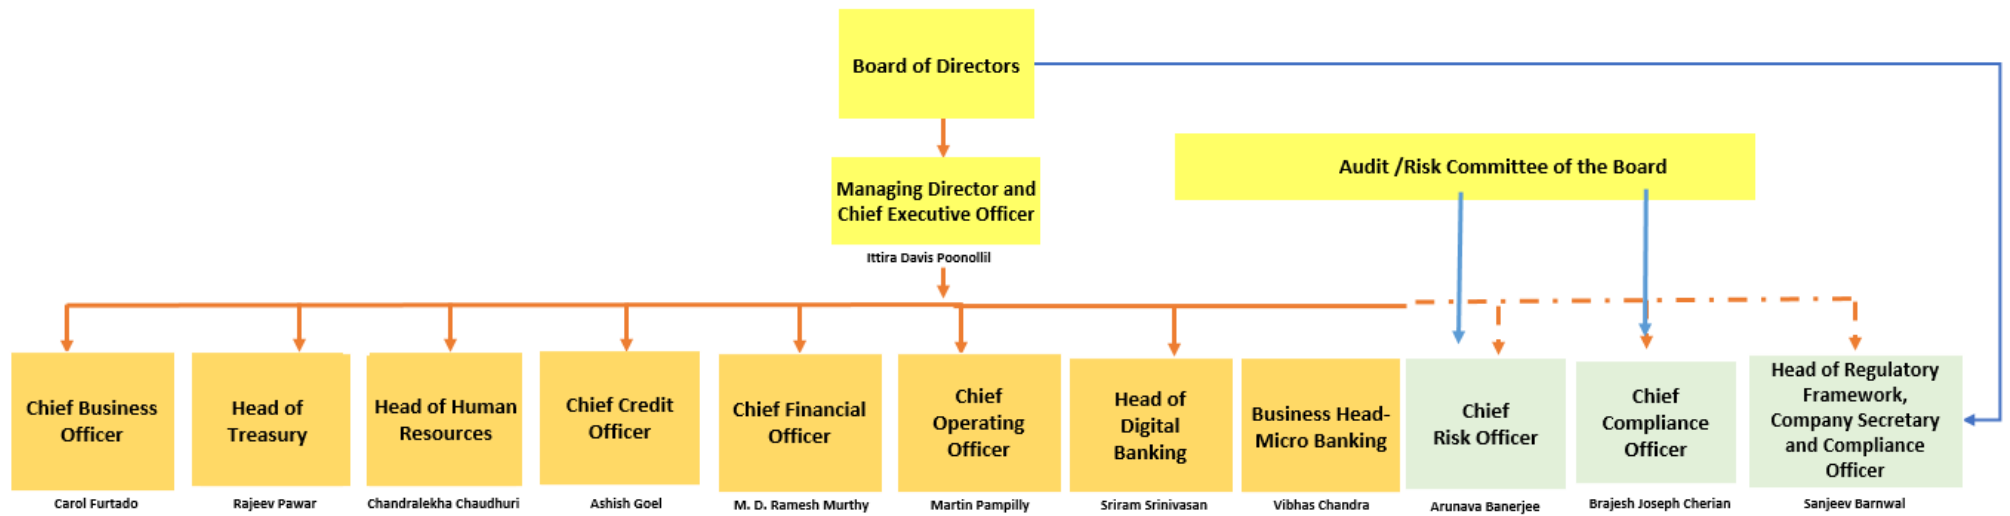 Board of Directors
Audit /Risk Committee of the Board
Managing Director and
Chief Executive Officer
Ittira Davis Poonollil
Chief Business
Officer
Carol Furtado
Head of
Treasury
Rajeev Pawar
Head of Human
Resources
Chandralekha Chaudhuri
Chief Credit
Officer
Ashish Goel
Chief Financial
Officer
M. D. Ramesh Murthy
Chief
Operating
Officer
Martin Pampilly
Head of
Digital
Banking
Sriram Srinivasan
Business Head-
Micro Banking
Vibhas Chandra
Chief
Risk Officer
Arunava Banerjee
Chief
Compliance
Officer
Brajesh Joseph Cherian
Head of Regulatory
Framework,
Company Secretary
and Compliance
Officer
Sanjeev Barnwal